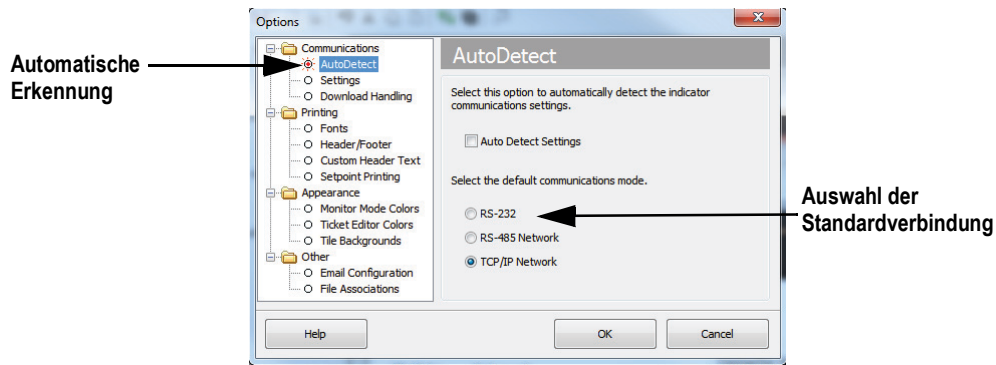 Options
Automatische
Erkennung
Communications
AutoDetect
Settings
Download Handling
Printing
Fonts
Header/Footer
Custom Header Text
Setpoint Printing
Appearance
Monitor Mode Colors
Ticket Editor Colors
Tile Backgrounds
Other
Email Configuration
File Associations
AutoDetect
Select this option to automatically detect the indicator
communications settings.
Auto Detect Settings
Select the default communications mode.
RS-232
RS-485 Network
TCP/IP Network
Auswahl der
Standardverbindung
Help
OK
Cancel